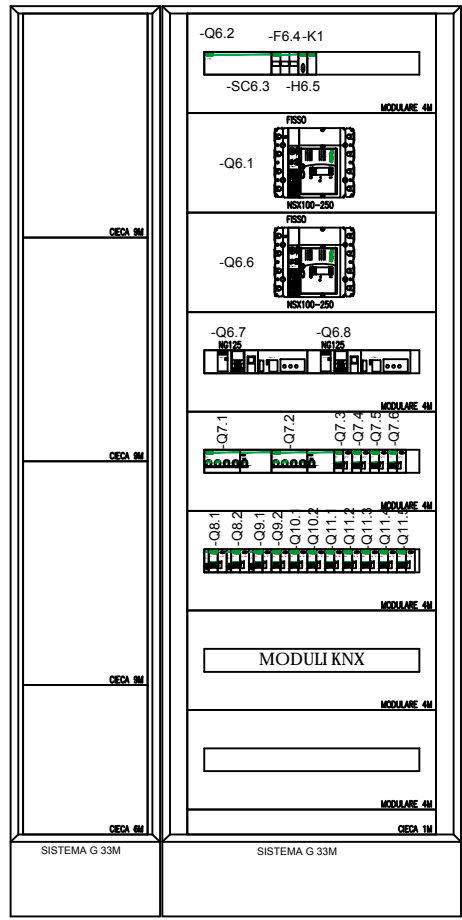 -Q6.2 -F6.4 -K1
-SC6.3 -H6.5
MODULARE 4M
FISSO
-Q6.1
NSX100-250
FISSO
-Q6.6
NSX100-250
-Q6.7 -Q6.8
NG125 NG125
MODULARE 4M
-Q7.1 -Q7.2 -Q7.3 -Q7.4 -Q7.5 -Q7.6
MODULARE 4M
-Q8.1 -Q8.2 -Q9.1 -Q9.2 -Q10.1 -Q10.2 -Q11.1 -Q11.2 -Q11.3 -Q11.4 -Q11.5
MODULARE 4M
MODULI KNX
MODULARE 4M
MODULARE 4M
CIECA 1M
SISTEMA G 33M
CIECA 9M
CIECA 9M
CIECA 9M
CIECA 6M
SISTEMA G 33M